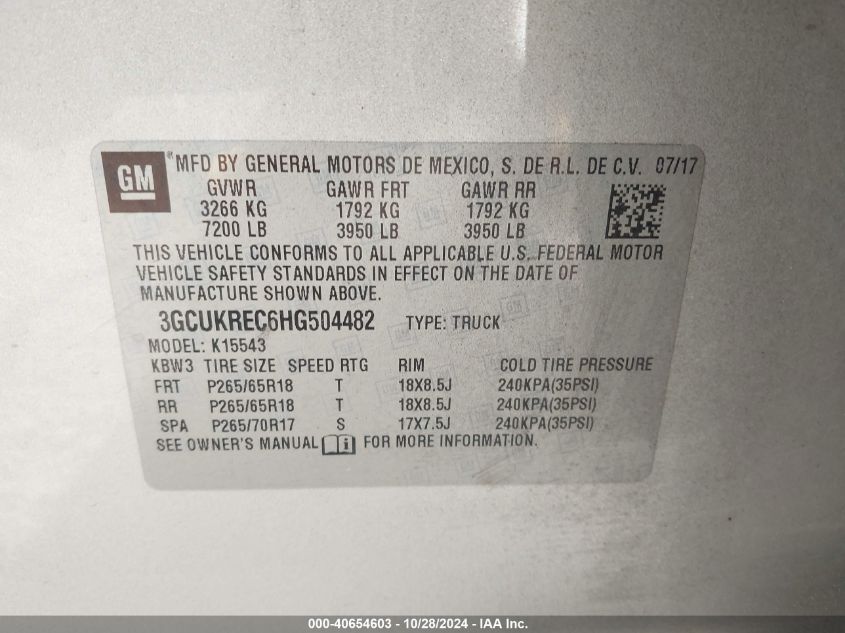 GM
MFD BY GENERAL MOTORS DE MEXICO, S. DE R.L. DE C.V. 07/17
GVWR GAWR FRT GAWR RR
3266 KG 1792 KG 1792 KG
7200 LB 3950 LB 3950 LB
THIS VEHICLE CONFORMS TO ALL APPLICABLE U.S. FEDERAL MOTOR
VEHICLE SAFETY STANDARDS IN EFFECT ON THE DATE OF
MANUFACTURE SHOWN ABOVE.
3GCUKREC6HG504482 TYPE: TRUCK
MODEL: K15543
KBW3 TIRE SIZE SPEED RTG RIM COLD TIRE PRESSURE
FRT P265/65R18 T 18X8.5J 240KPA(35PSI)
RR P265/65R18 T 18X8.5J 240KPA(35PSI)
SPA P265/70R17 S 17X7.5J 240KPA(35PSI)
SEE OWNER'S MANUAL i FOR MORE INFORMATION.
000-40654603 - 10/28/2024 - IAA Inc.